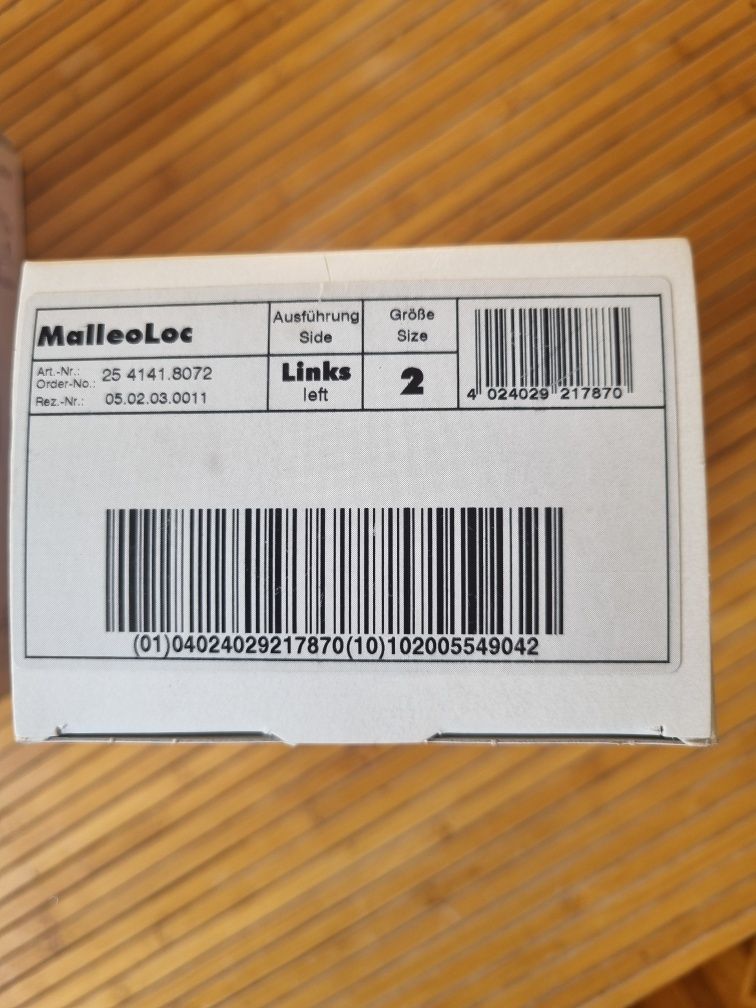 MalleoLoc
Art.-Nr.: 25 4141.8072
Order-No.:
Rez.-Nr.: 05.02.03.0011
Ausführung
Side
Links
left
Größe
Size
2
4 024029 217870
(01)04024029217870(10)102005549042